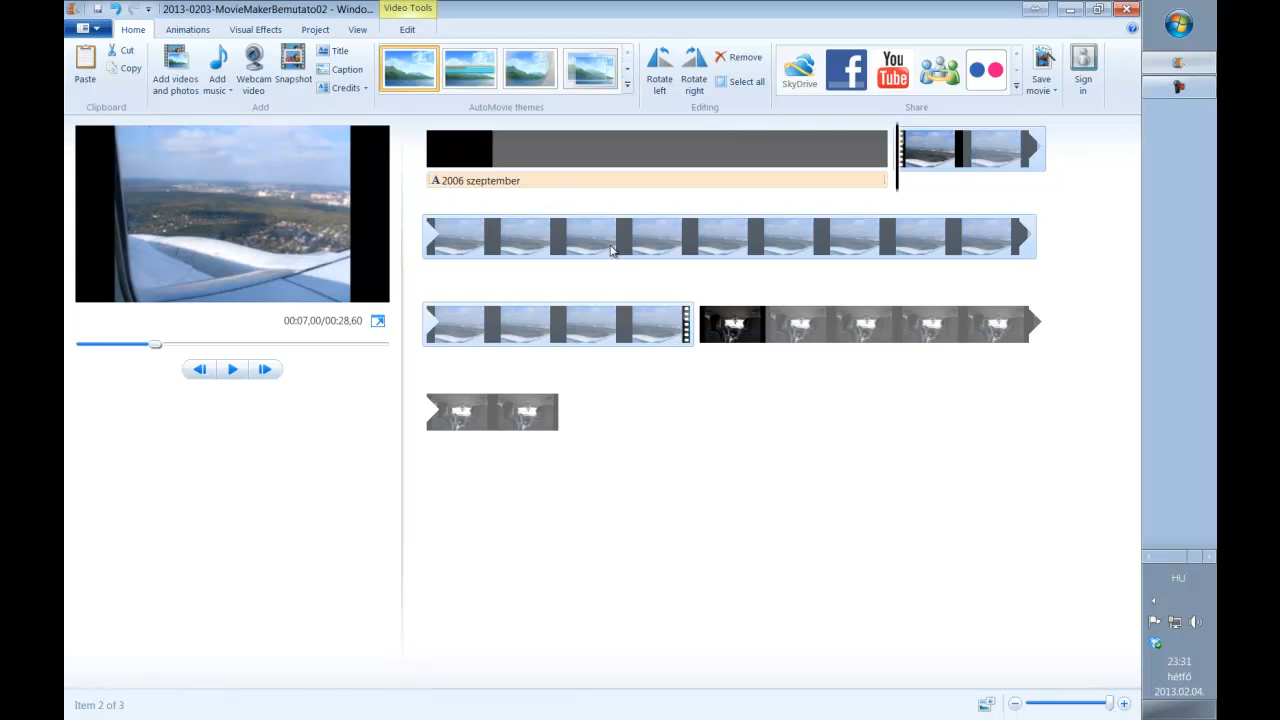 2013-0203-MovieMakerBemutato02 - Windo...
Video Tools
Home
Animations
Visual Effects
Project
View
Edit
Paste
Cut
Copy
Clipboard
Add videos
and photos
Add
music
Webcam
video
Snapshot
Title
Caption
Credits
Add
AutoMovie themes
Rotate
left
Rotate
right
Remove
Select all
Editing
SkyDrive
You
Tube
Share
Save
movie
Sign
in
A 2006 szeptember
00:07,00/00:28,60
Item 2 of 3
HU
23:31
hétfő
2013.02.04.